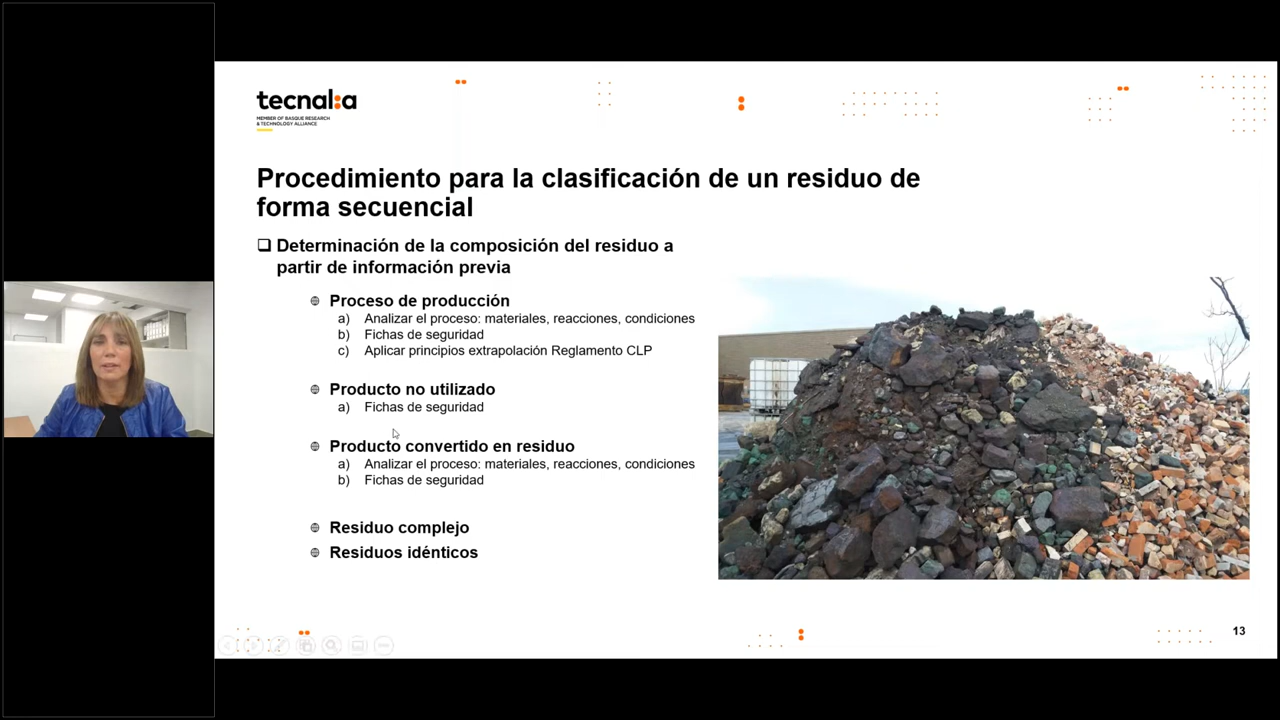 tecnal:a
MEMBER OF BASQUE RESEARCH
& TECHNOLOGY ALLIANCE
Procedimiento para la clasificación de un residuo de
forma secuencial
Determinación de la composición del residuo a
partir de información previa
Proceso de producción
a) Analizar el proceso: materiales, reacciones, condiciones
b) Fichas de seguridad
c) Aplicar principios extrapolación Reglamento CLP
Producto no utilizado
a) Fichas de seguridad
Producto convertido en residuo
a) Analizar el proceso: materiales, reacciones, condiciones
b) Fichas de seguridad
Residuo complejo
Residuos idénticos
13